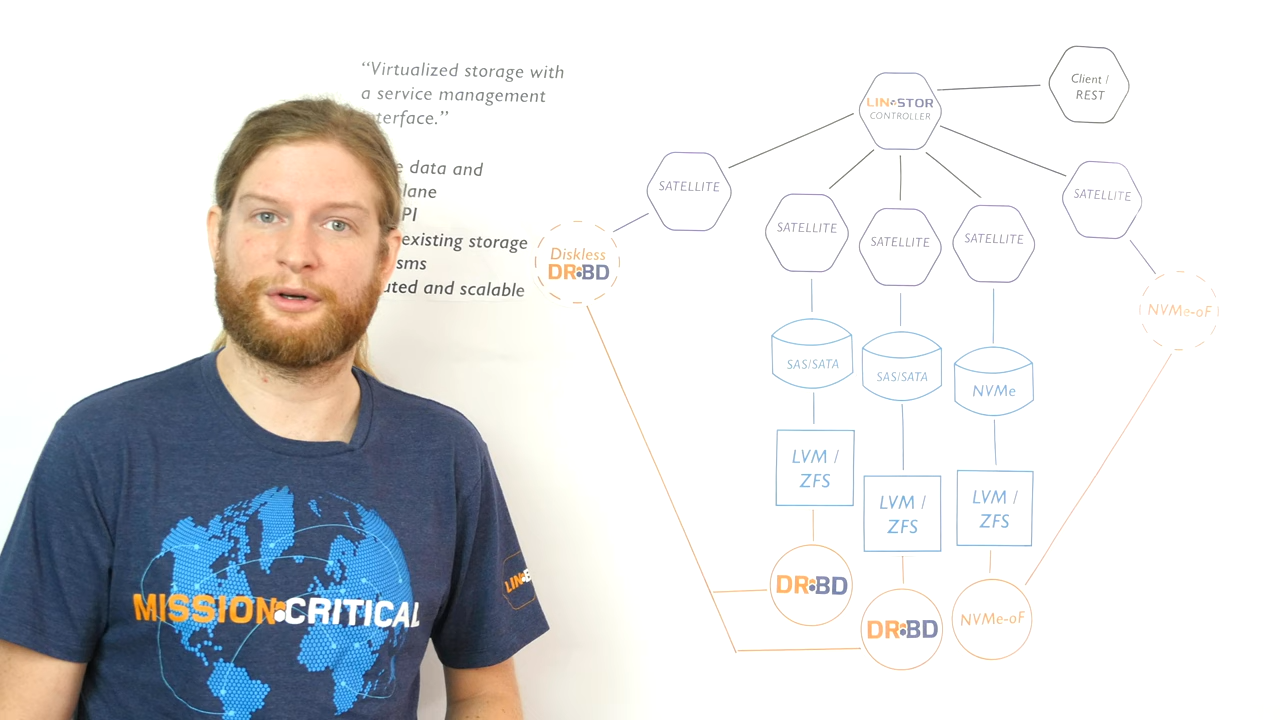 “Virtualized storage with
a service management
terface.”
e data and
lane
PI
existing storage
sms
uted and scalable
LINSTOR
CONTROLLER
Client /
REST
SATELLITE
SATELLITE
SATELLITE
SATELLITE
SATELLITE
Diskless
DRBD
NVMe-oF
SAS/SATA
SAS/SATA
NVMe
LVM /
ZFS
LVM /
ZFS
LVM /
ZFS
DRBD
DRBD
NVMe-oF
MISSION:CRITICAL
LINB